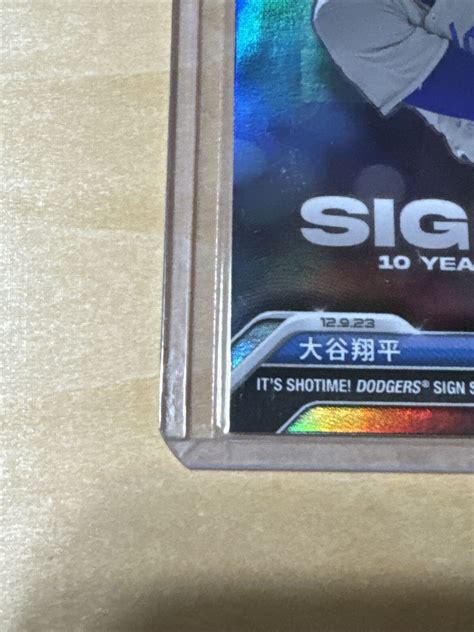 SIG
10 YEA
12.9.23
大谷翔平
IT'S SHOTIME! DODGERS® SIGN S